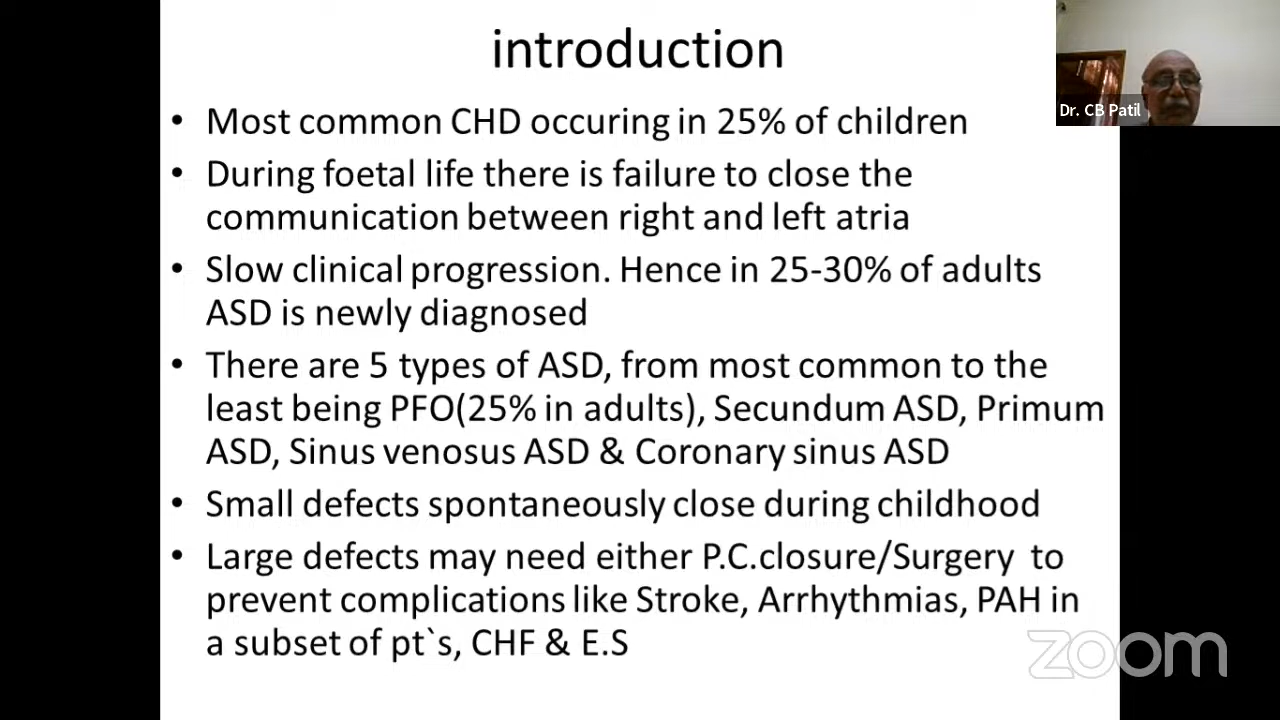 introduction
• Most common CHD occuring in 25% of children
• During foetal life there is failure to close the
communication between right and left atria
• Slow clinical progression. Hence in 25-30% of adults
ASD is newly diagnosed
• There are 5 types of ASD, from most common to the
least being PFO(25% in adults), Secundum ASD, Primum
ASD, Sinus venosus ASD & Coronary sinus ASD
• Small defects spontaneously close during childhood
• Large defects may need either P.C.closure/Surgery to
prevent complications like Stroke, Arrhythmias, PAH in
a subset of pt`s, CHF & E.S
Dr. CB Patil
zoom